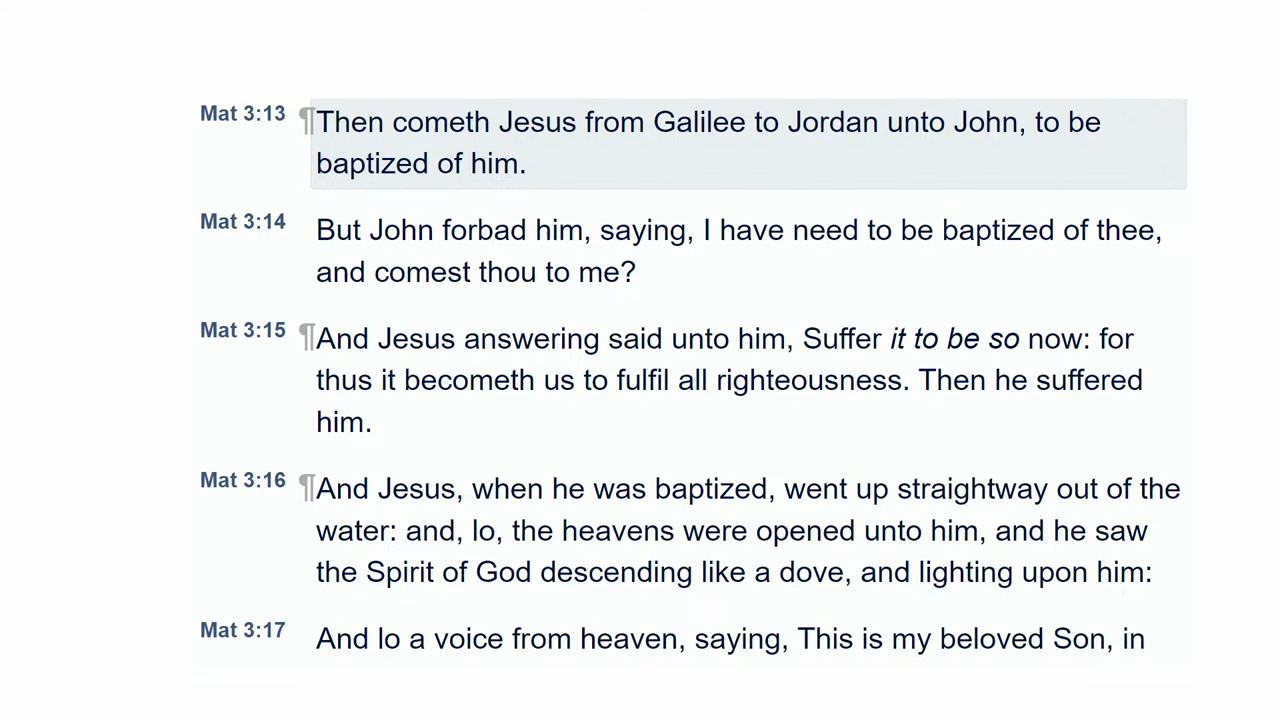 Mat 3:13 ¶Then cometh Jesus from Galilee to Jordan unto John, to be
baptized of him.
Mat 3:14 But John forbad him, saying, I have need to be baptized of thee,
and comest thou to me?
Mat 3:15 ¶And Jesus answering said unto him, Suffer it to be so now: for
thus it becometh us to fulfil all righteousness. Then he suffered
him.
Mat 3:16 ¶And Jesus, when he was baptized, went up straightway out of the
water: and, lo, the heavens were opened unto him, and he saw
the Spirit of God descending like a dove, and lighting upon him:
Mat 3:17 And lo a voice from heaven, saying, This is my beloved Son, in